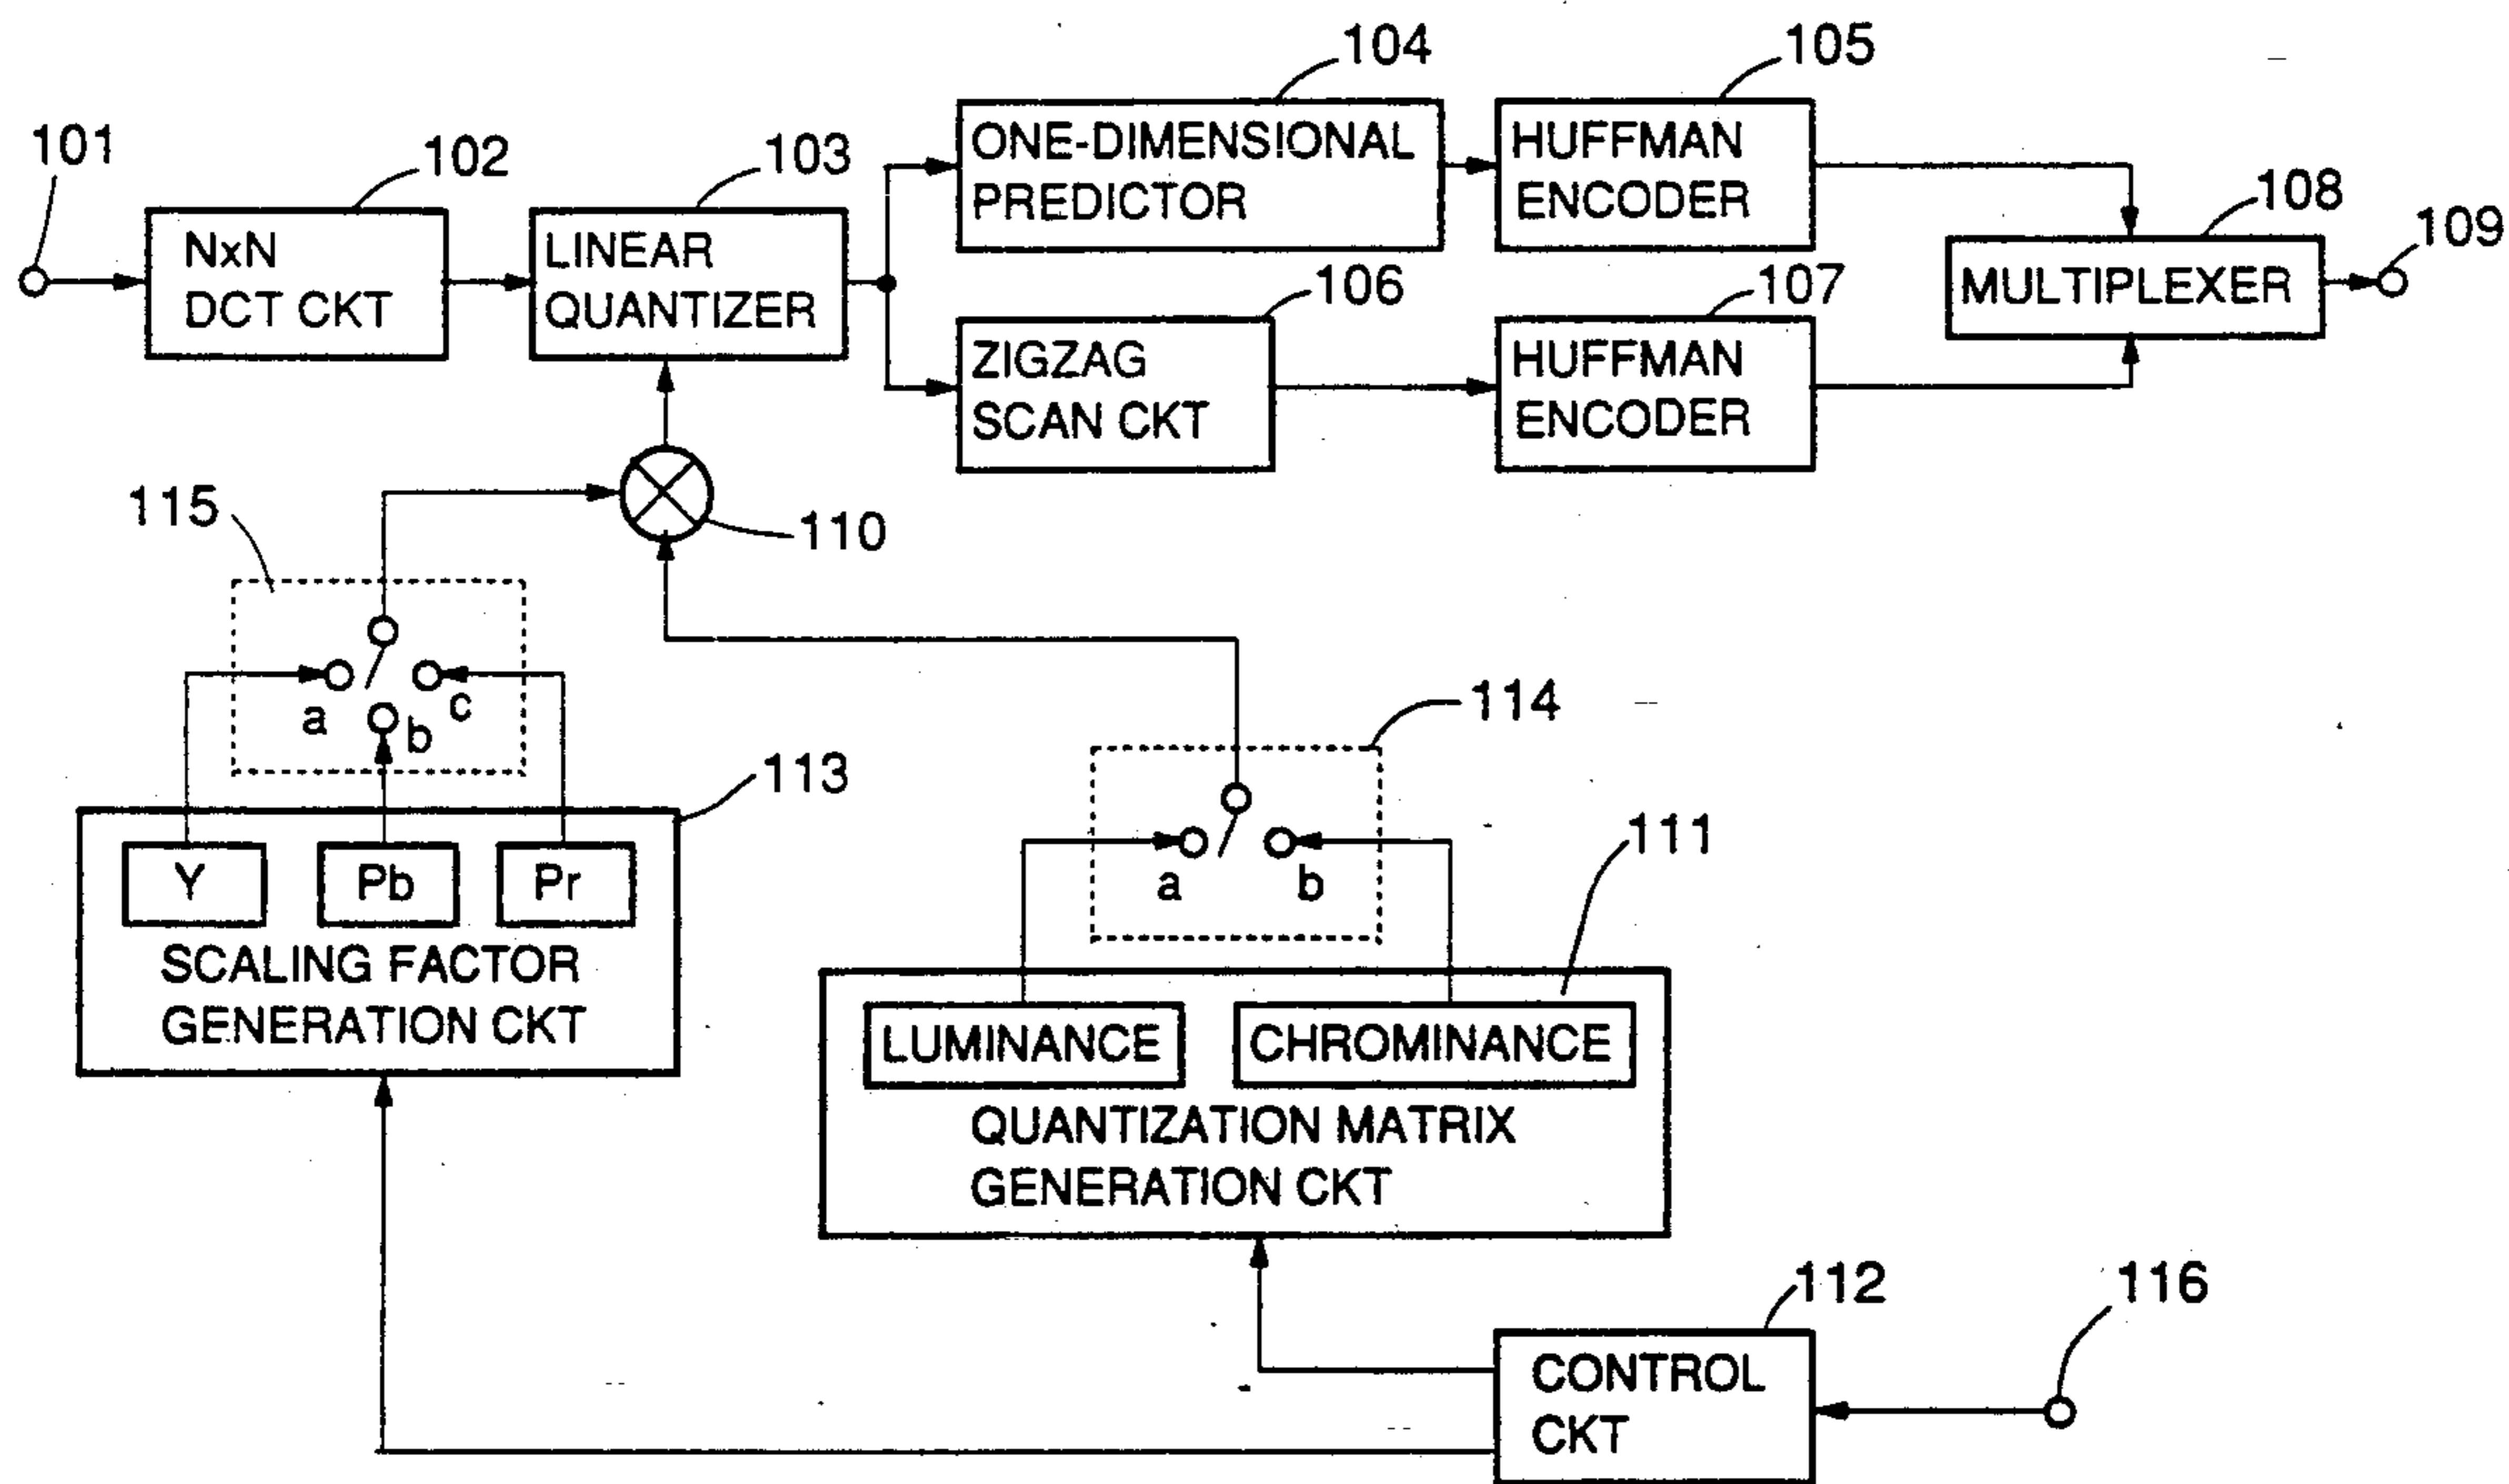 104
105
101
102
103
ONE-DIMENSIONAL
PREDICTOR
HUFFMAN
ENCODER
108
109
NxN
DCT CKT
LINEAR
QUANTIZER
106
107
MULTIPLEXER
ZIGZAG
SCAN CKT
HUFFMAN
ENCODER
115
110
a
b
c
114
113
111
a
b
Y
Pb
Pr
SCALING FACTOR
GENERATION CKT
LUMINANCE
CHROMINANCE
QUANTIZATION MATRIX
GENERATION CKT
112
116
CONTROL
CKT